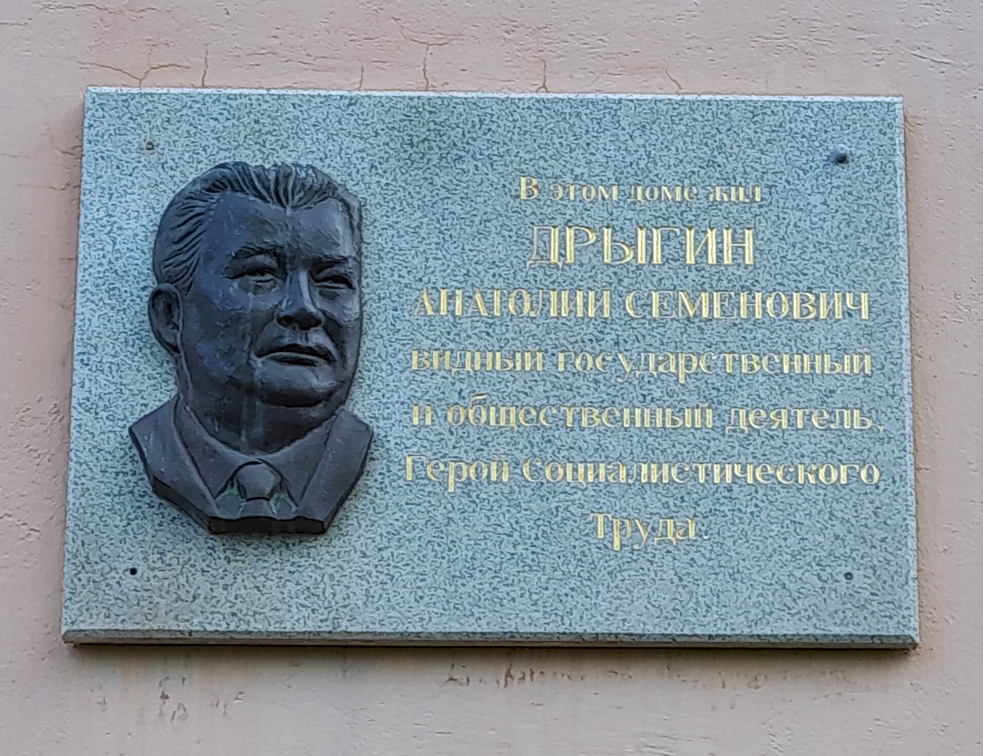 В этом доме жил
ДРЫГИН
АНАТОЛИЙ СЕМЕНОВИЧ
видный государственный
и общественный деятель,
Герой Социалистического
Труда.